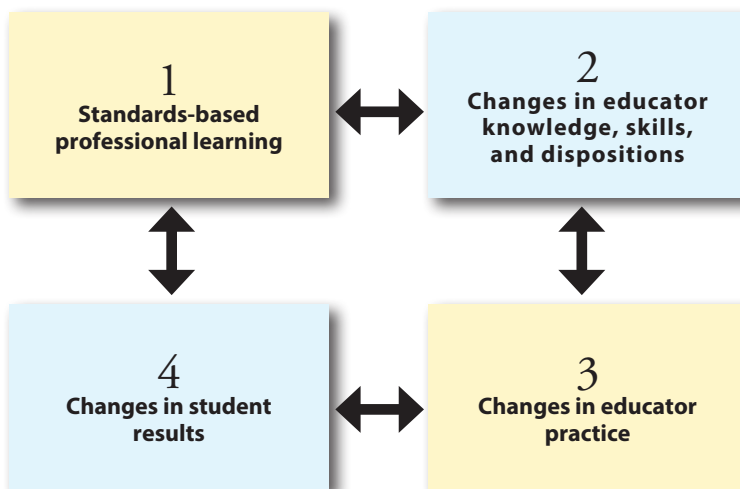 1
Standards-based
professional learning
2
Changes in educator
knowledge, skills,
and dispositions
4
Changes in student
results
3
Changes in educator
practice